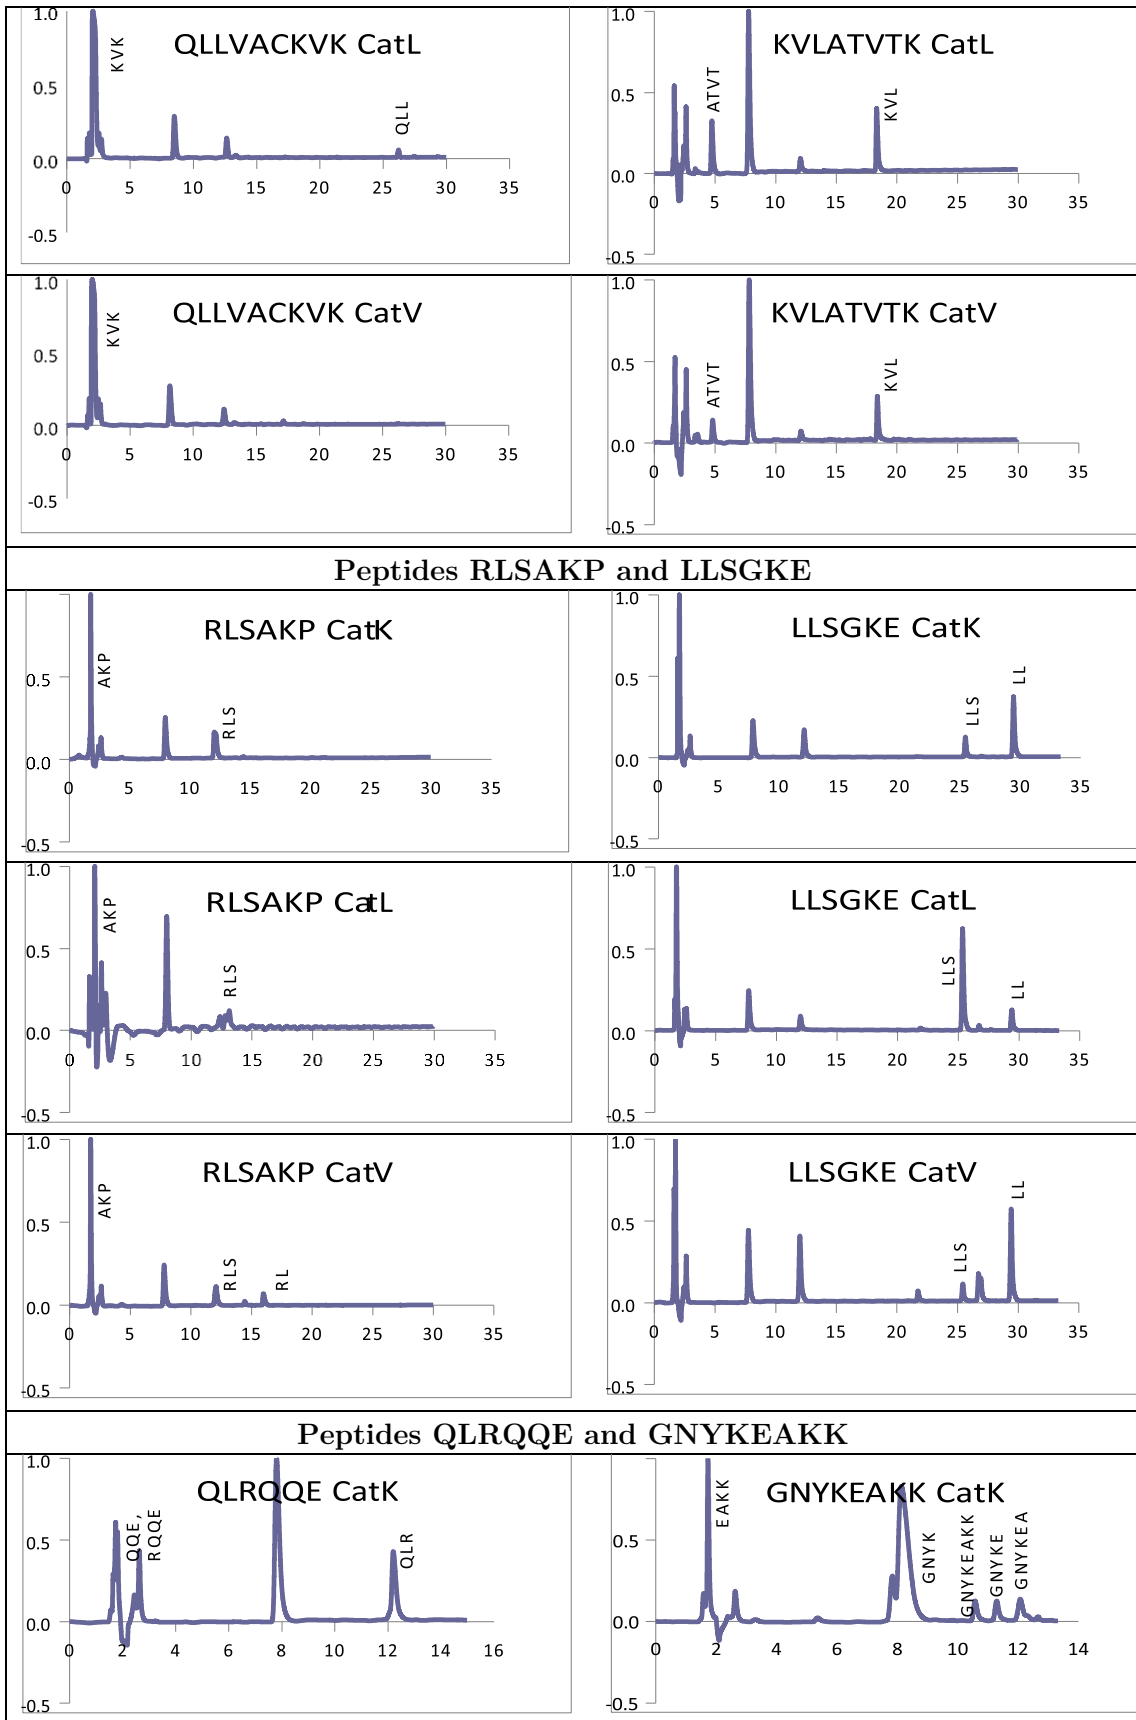 QLLVACKVK CatL
1.0
0.5
0.0
-0.5
0 5 10 15 20 25 30 35
KVK
QLL
KVLATVTK CatL
1.0
0.5
0.0
-0.5
0 5 10 15 20 25 30 35
ATVT
KVL
QLLVACKVK CatV
1.0
0.5
0.0
-0.5
0 5 10 15 20 25 30 35
KVK
KVLATVTK CatV
1.0
0.5
0.0
-0.5
0 5 10 15 20 25 30 35
ATVT
KVL
Peptides RLSAKP and LLSGKE
RLSAKP CatK
1.0
0.5
0.0
-0.5
0 5 10 15 20 25 30 35
AKP
RLS
LLSGKE CatK
1.0
0.5
0.0
-0.5
0 5 10 15 20 25 30 35
LLS
LL
RLSAKP CatL
1.0
0.5
0.0
-0.5
0 5 10 15 20 25 30 35
AKP
RLS
LLSGKE CatL
1.0
0.5
0.0
-0.5
0 5 10 15 20 25 30 35
LLS
LL
RLSAKP CatV
1.0
0.5
0.0
-0.5
0 5 10 15 20 25 30 35
AKP
RLS
RL
LLSGKE CatV
1.0
0.5
0.0
-0.5
0 5 10 15 20 25 30 35
LLS
LL
Peptides QLRQQE and GNYKEAKK
QLRQQE CatK
1.0
0.5
0.0
-0.5
0 2 4 6 8 10 12 14 16
QQE,
RQQE
QLR
GNYKEAKK CatK
0.5
0.0
-0.5
0 2 4 6 8 10 12 14
EAKK
GNYK
GNYKEAKK
GNYKE
GNYKEA